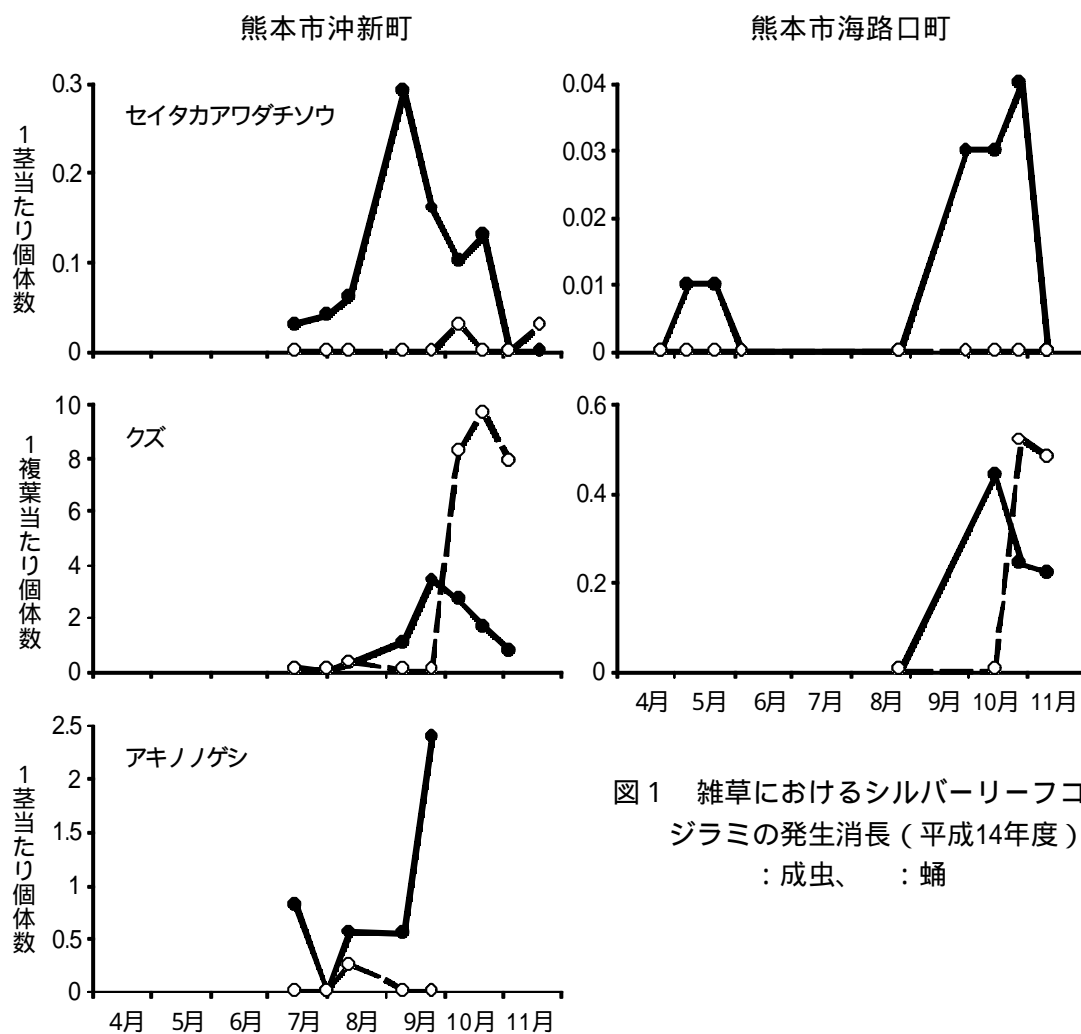 熊本市沖新町
熊本市海路口町
1茎当たり個体数
0.3
0.2
0.1
0
セイタカアワダチソウ
0.04
0.03
0.02
0.01
0
1複葉当たり個体数
10
8
6
4
2
0
クズ
0.6
0.4
0.2
0
4月 5月 6月 7月 8月 9月 10月 11月
1茎当たり個体数
2.5
2
1.5
1
0.5
0
アキノノゲシ
4月 5月 6月 7月 8月 9月 10月 11月
図1 雑草におけるシルバーリーフコ
ジラミの発生消長(平成14年度)
:成虫、 :蛹